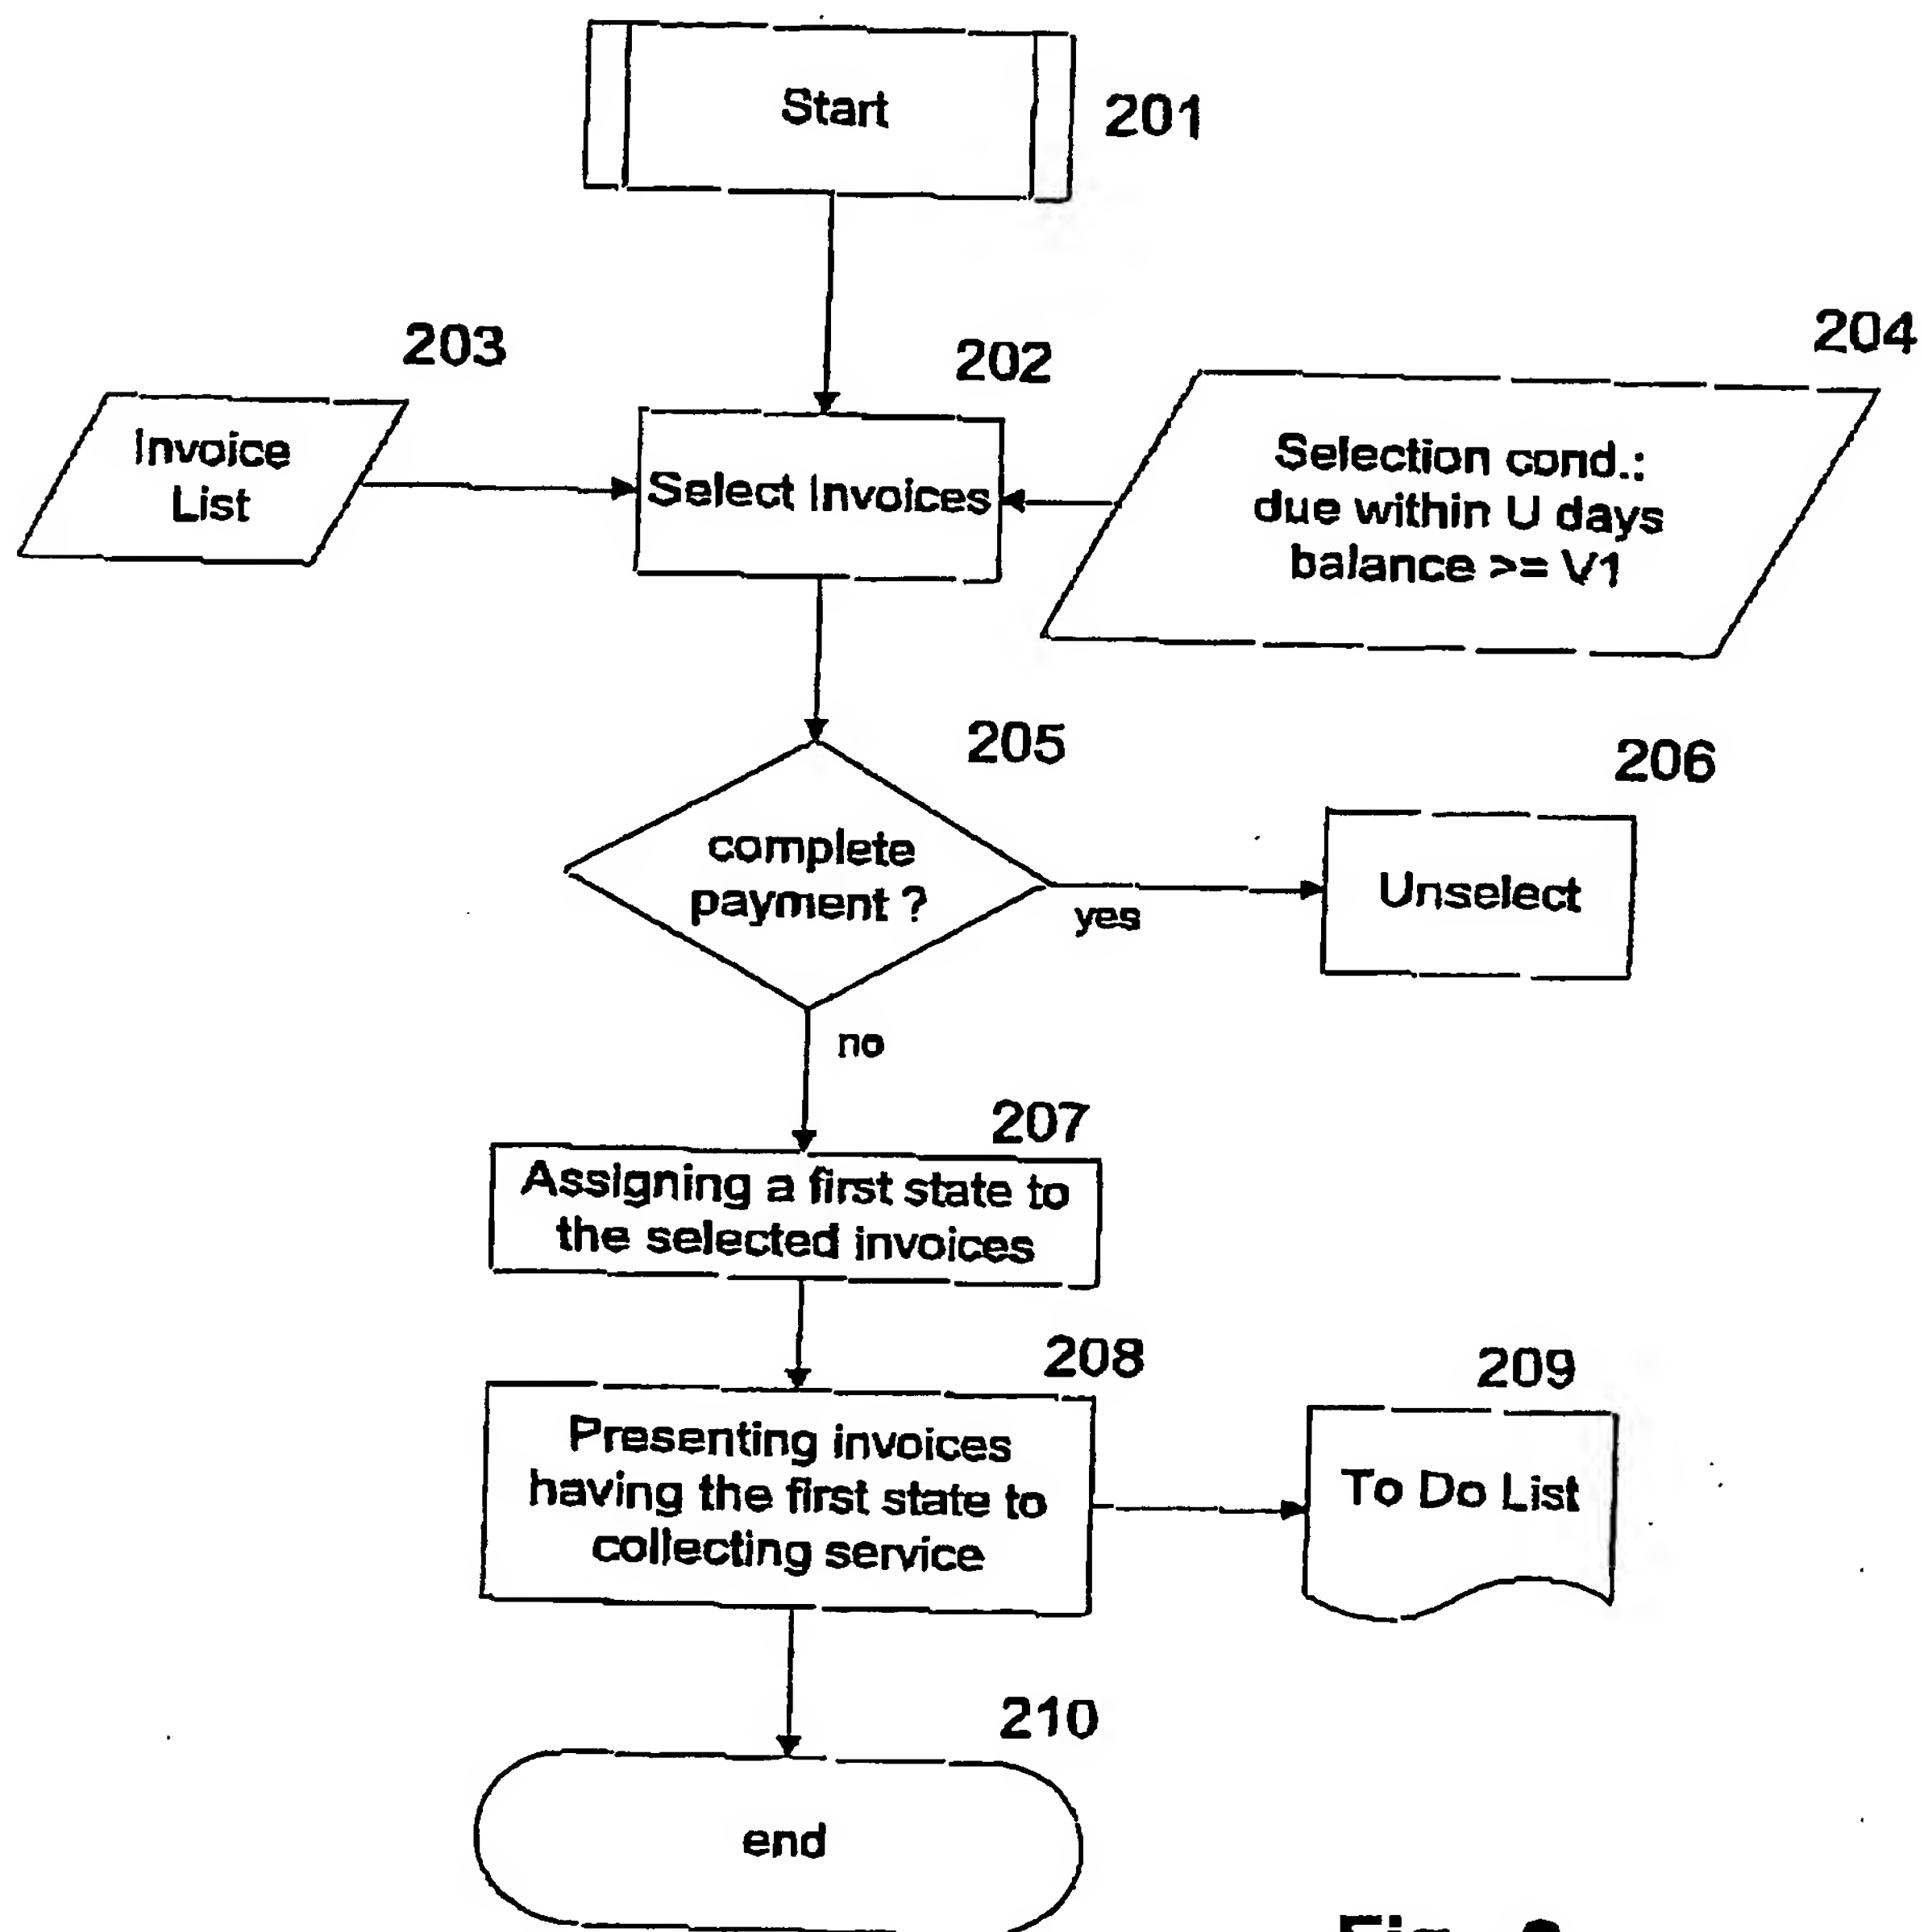 Start
201
203
202
204
Invoice
List
Select Invoices
Selection cond.:
due within U days
balance >= V1
205
206
complete
payment ?
yes
Unselect
no
207
Assigning a first state to
the selected invoices
208
209
Presenting invoices
having the first state to
collecting service
To Do List
210
end